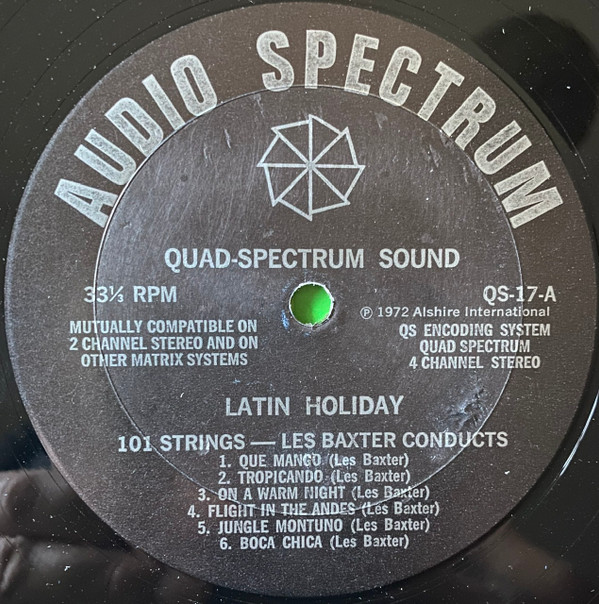 AUDIO SPECTRUM
QUAD-SPECTRUM SOUND
33⅓ RPM
QS-17-A
℗ 1972 Alshire International
MUTUALLY COMPATIBLE ON
2 CHANNEL STEREO AND ON
OTHER MATRIX SYSTEMS
QS ENCODING SYSTEM
QUAD SPECTRUM
4 CHANNEL STEREO
LATIN HOLIDAY
101 STRINGS — LES BAXTER CONDUCTS
1. QUE MANGO (Les Baxter)
2. TROPICANDO (Les Baxter)
3. ON A WARM NIGHT (Les Baxter)
4. FLIGHT IN THE ANDES (Les Baxter)
5. JUNGLE MONTUNO (Les Baxter)
6. BOCA CHICA (Les Baxter)